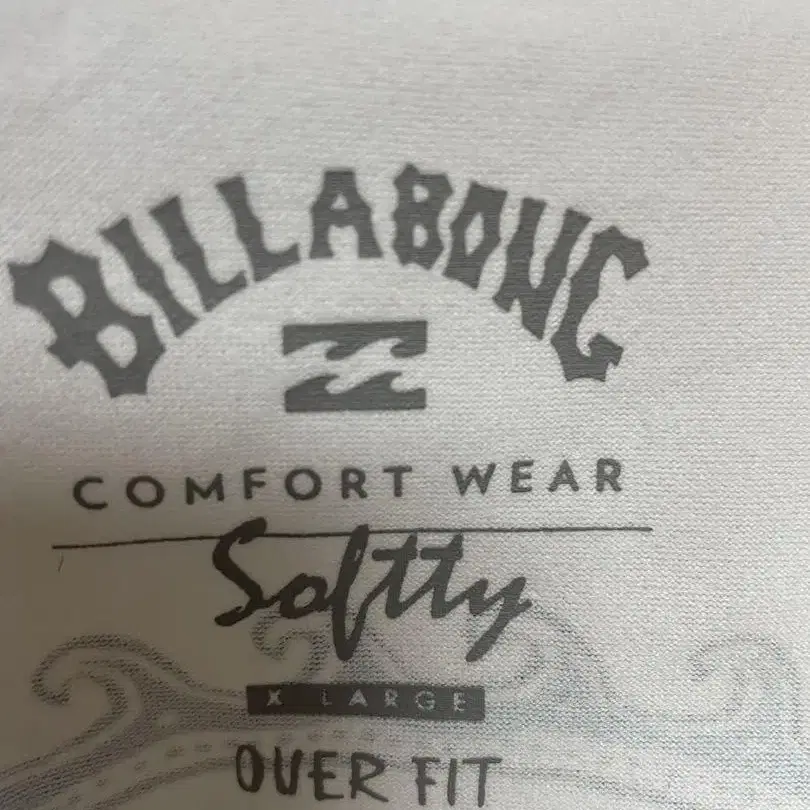 BILLABONG
COMFORT WEAR
Softty
X LARGE
OVER FIT